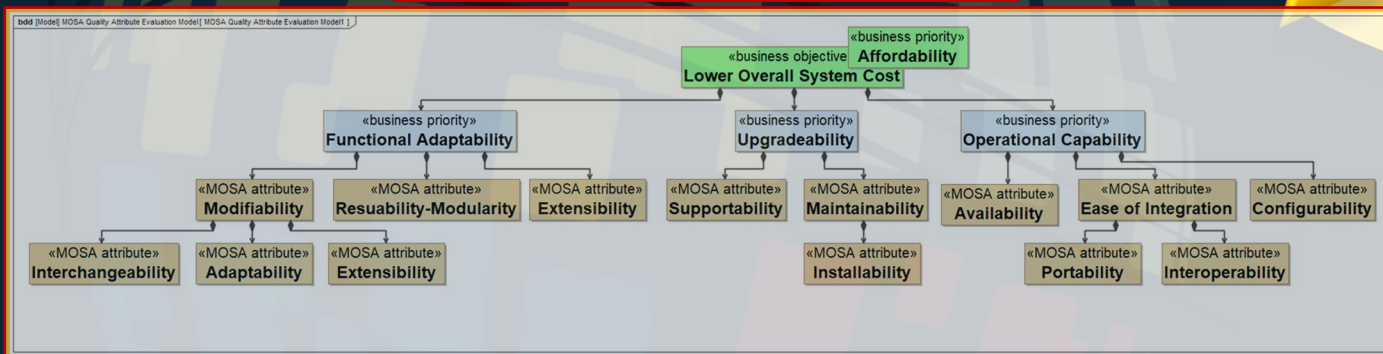 bdd [Model] MOSA Quality Attribute Evaluation Model[ MOSA Quality Attribute Evaluation Model1 ]
«business priority»
Affordability
«business objective
Lower Overall System Cost
«business priority»
Functional Adaptability
«business priority»
Upgradeability
«business priority»
Operational Capability
«MOSA attribute»
Modifiability
«MOSA attribute»
Resuability-Modularity
«MOSA attribute»
Extensibility
«MOSA attribute»
Supportability
«MOSA attribute»
Maintainability
«MOSA attribute»
Availability
«MOSA attribute»
Ease of Integration
«MOSA attribute»
Configurability
«MOSA attribute»
Interchangeability
«MOSA attribute»
Adaptability
«MOSA attribute»
Extensibility
«MOSA attribute»
Installability
«MOSA attribute»
Portability
«MOSA attribute»
Interoperability